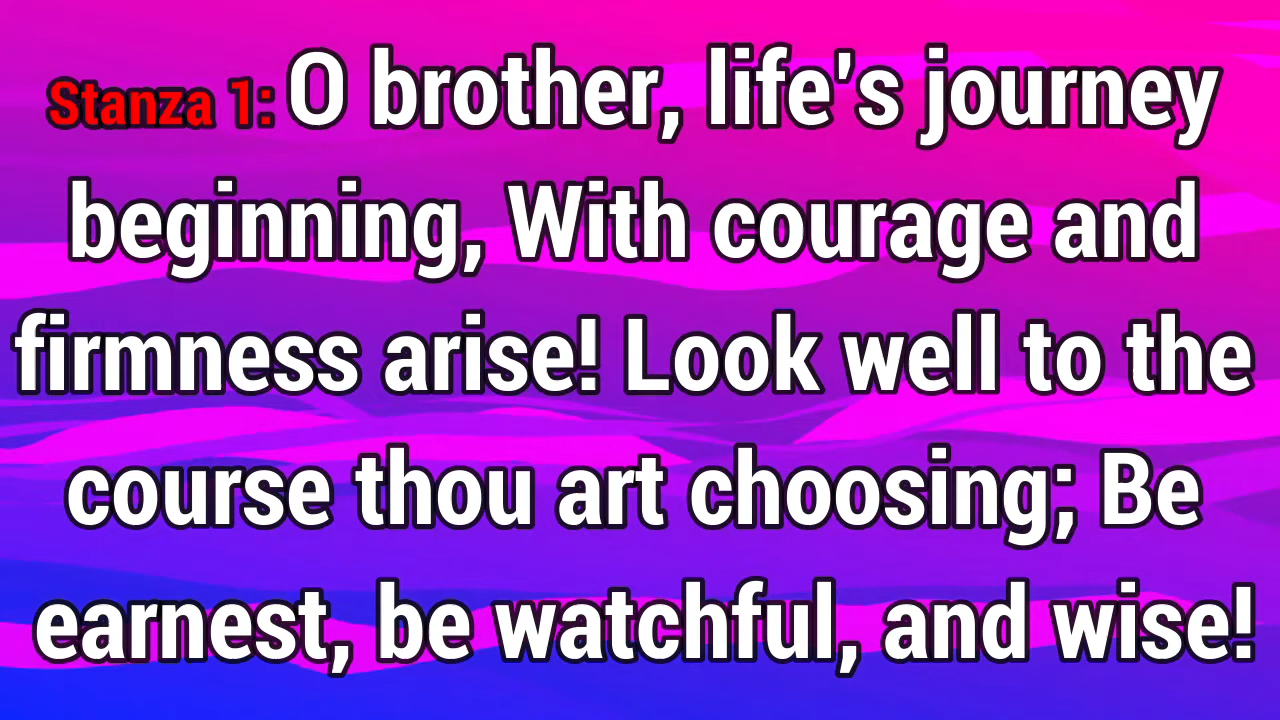 Stanza 1: O brother, life's journey
beginning, With courage and
firmness arise! Look well to the
course thou art choosing; Be
earnest, be watchful, and wise!